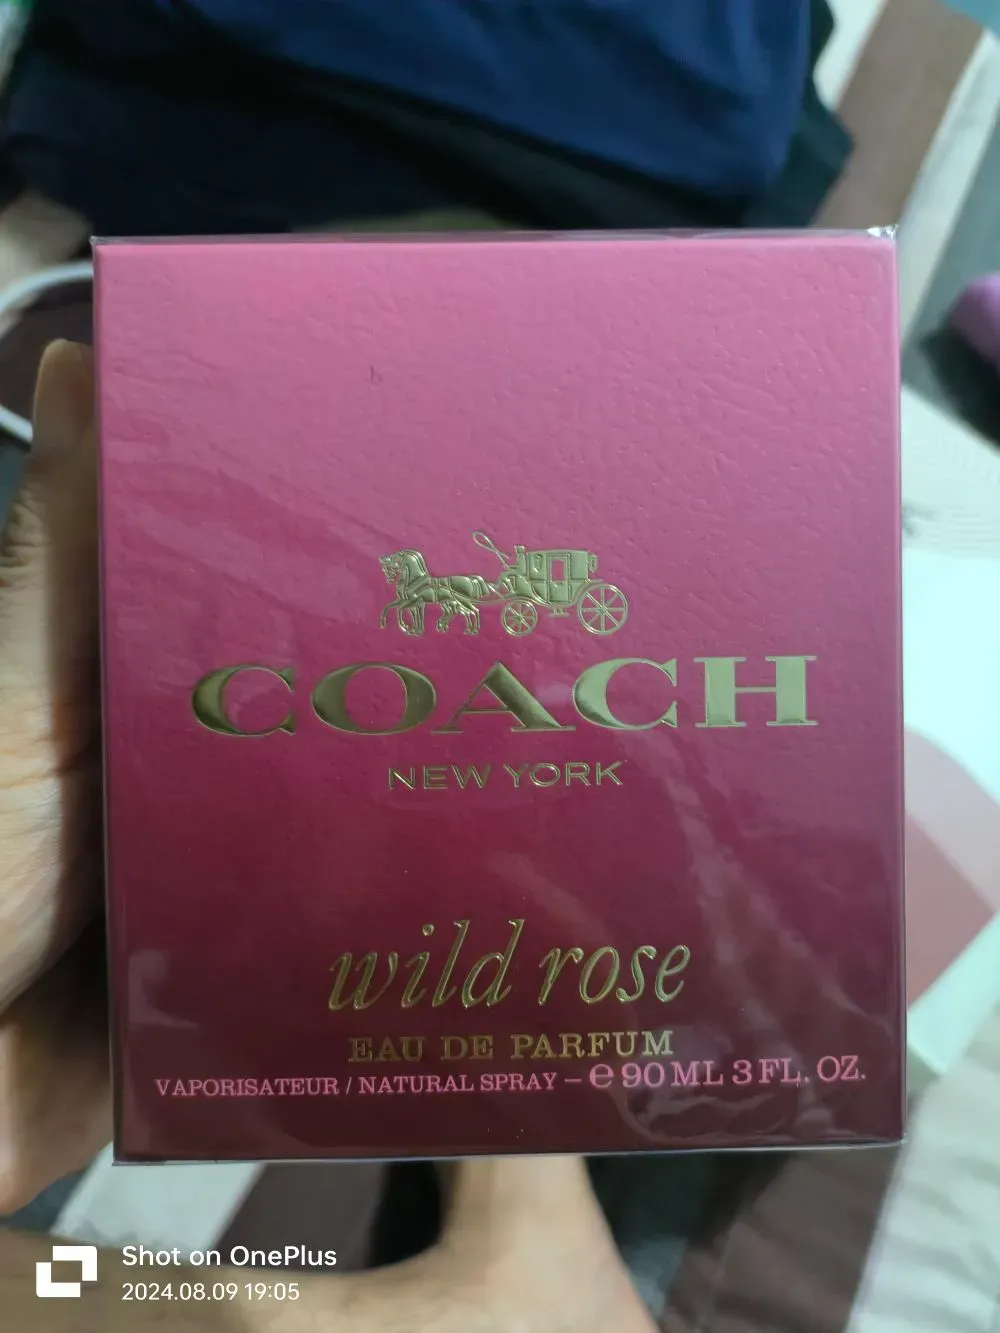 COACH
NEW YORK
wild rose
EAU DE PARFUM
VAPORISATEUR / NATURAL SPRAY – ℮ 90 ML 3 FL. OZ.
Shot on OnePlus
2024.08.09 19:05